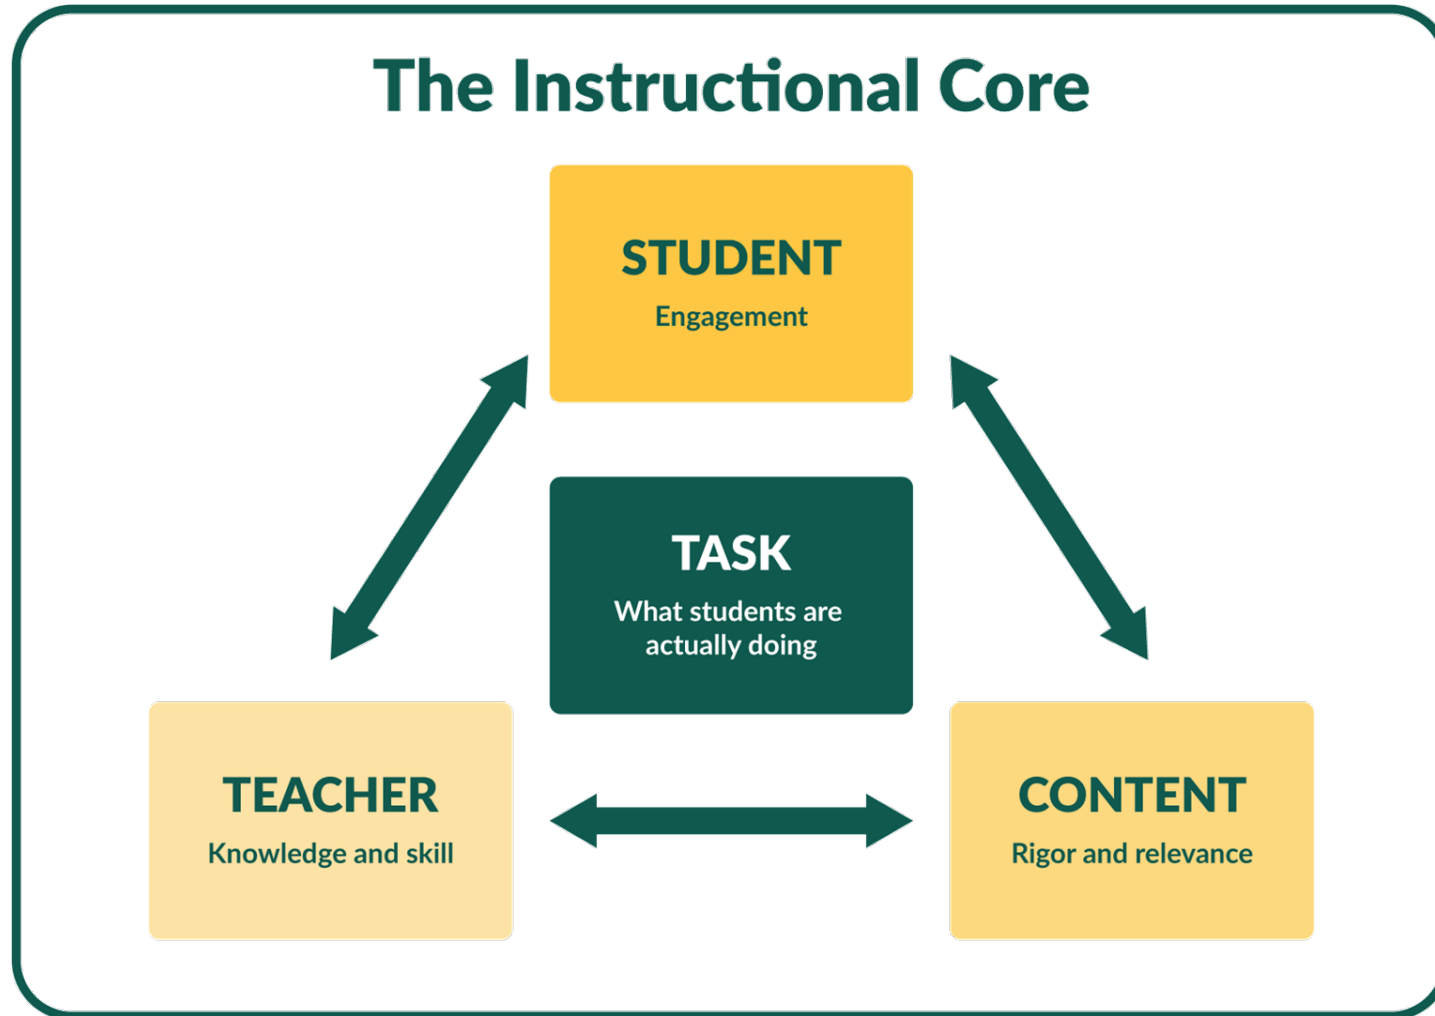 The Instructional Core
STUDENT
Engagement
TASK
What students are
actually doing
TEACHER
Knowledge and skill
CONTENT
Rigor and relevance